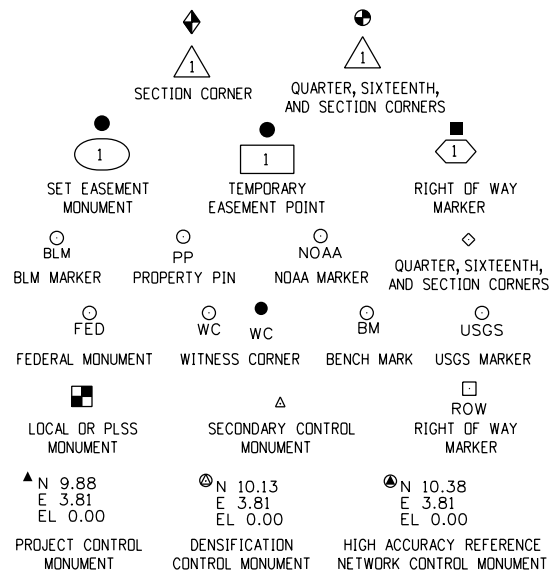 1
1
SECTION CORNER
QUARTER, SIXTEENTH,
AND SECTION CORNERS
1
1
1
SET EASEMENT
MONUMENT
TEMPORARY
EASEMENT POINT
RIGHT OF WAY
MARKER
BLM
PP
NOAA
BLM MARKER
PROPERTY PIN
NOAA MARKER
QUARTER, SIXTEENTH,
AND SECTION CORNERS
FED
WC
WC
BM
USGS
FEDERAL MONUMENT
WITNESS CORNER
BENCH MARK
USGS MARKER
ROW
LOCAL OR PLSS
MONUMENT
SECONDARY CONTROL
MONUMENT
RIGHT OF WAY
MARKER
N 9.88
E 3.81
EL 0.00
N 10.13
E 3.81
EL 0.00
N 10.38
E 3.81
EL 0.00
PROJECT CONTROL
MONUMENT
DENSIFICATION
CONTROL MONUMENT
HIGH ACCURACY REFERENCE
NETWORK CONTROL MONUMENT